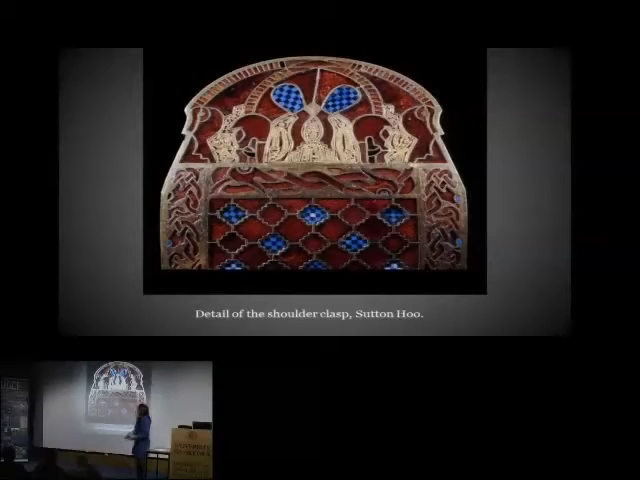 Detail of the shoulder clasp, Sutton Hoo.